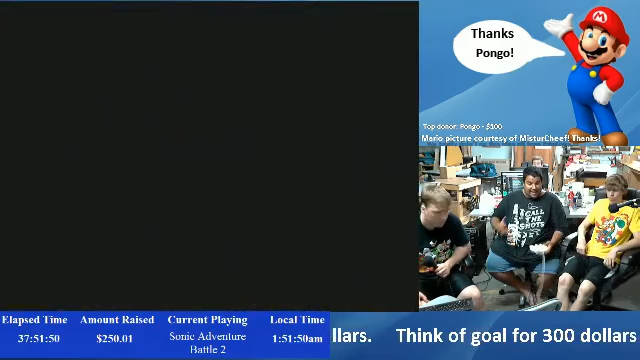 Thanks
Pongo!
Top donor: Pongo - $100
Mario picture courtesy of MisturCheef! Thanks!
CALL
THE
SHOTS
Elapsed Time
37:51:50
Amount Raised
$250.01
Current Playing
Sonic Adventure
Battle 2
Local Time
1:51:50am
llars. Think of goal for 300 dollars